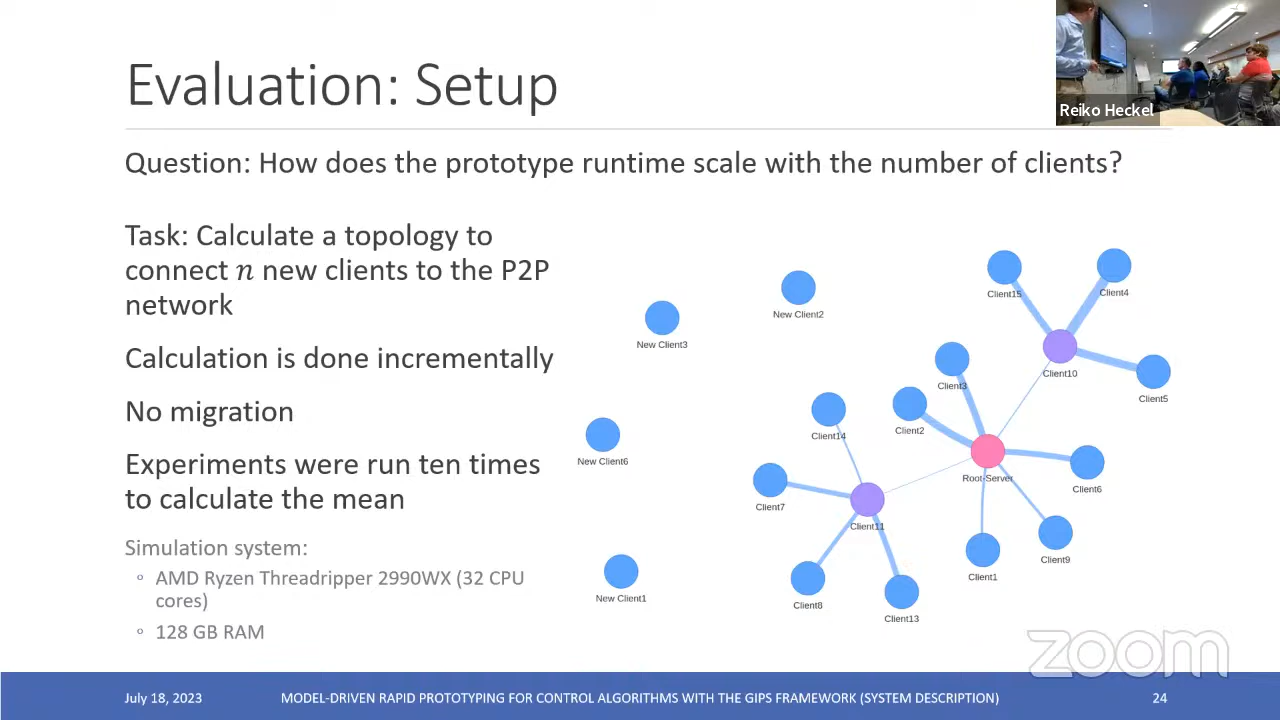 Evaluation: Setup
Reiko Heckel
Question: How does the prototype runtime scale with the number of clients?
Task: Calculate a topology to
connect n new clients to the P2P
network
Calculation is done incrementally
No migration
Experiments were run ten times
to calculate the mean
Simulation system:
° AMD Ryzen Threadripper 2990WX (32 CPU
cores)
° 128 GB RAM
New Client2
New Client3
New Client6
New Client1
Client15
Client4
Client10
Client5
Client3
Client2
Client14
Root-Server
Client6
Client7
Client11
Client9
Client1
Client8
Client13
zoom
July 18, 2023
MODEL-DRIVEN RAPID PROTOTYPING FOR CONTROL ALGORITHMS WITH THE GIPS FRAMEWORK (SYSTEM DESCRIPTION)
24